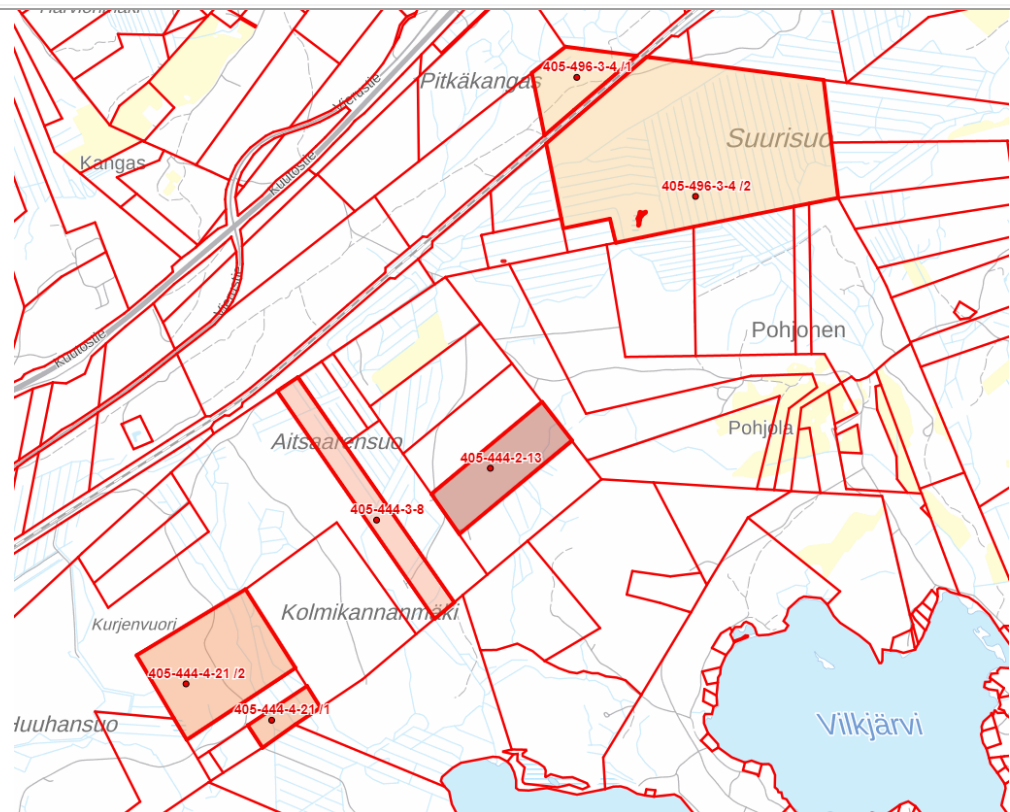 Pitkäkangas
405-496-3-4 /1
Vierustie
Suurisuo
Kangas
Kuutostie
405-496-3-4 /2
Vierustie
Pohjonen
Kuutostie
Pohjola
Aitsaarensuo
405-444-2-13
405-444-3-8
Kolmikannanmäki
Kurjenvuori
405-444-4-21 /2
405-444-4-21 /1
Huuhansuo
Vilkjärvi